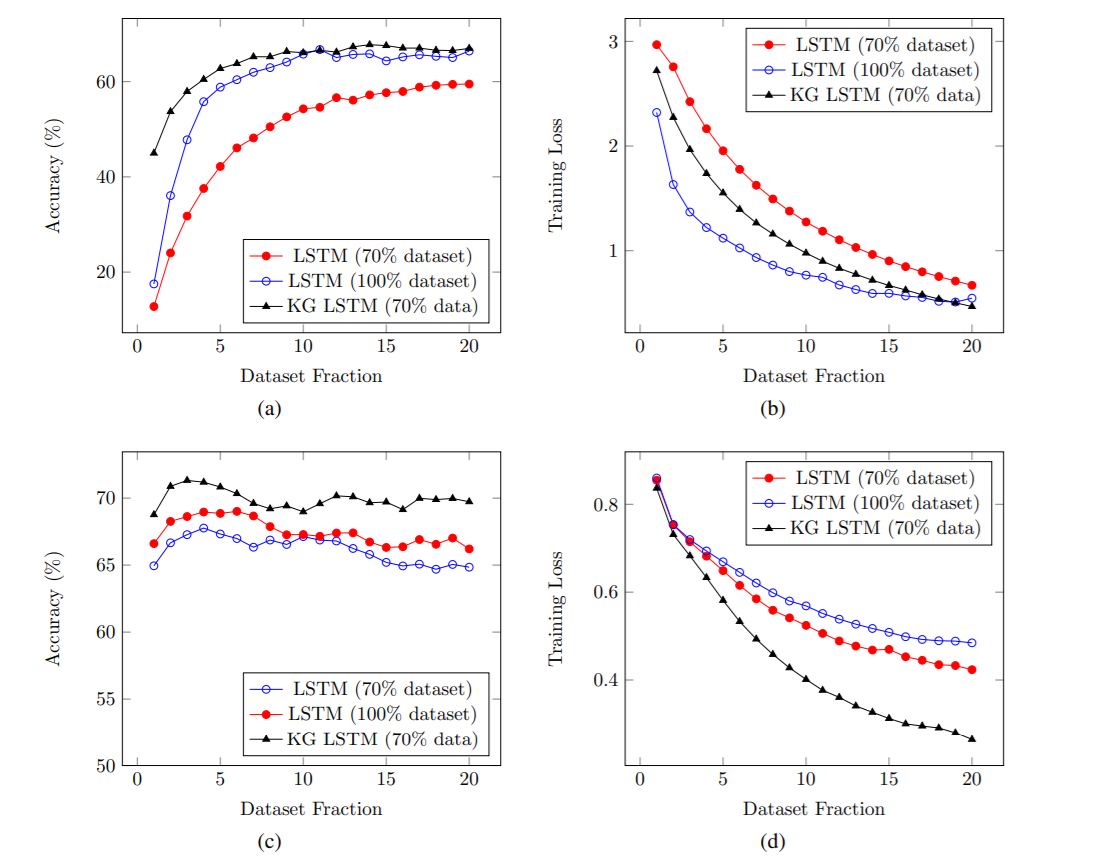 60
40
20
Accuracy (%)
LSTM (70% dataset)
LSTM (100% dataset)
KG LSTM (70% data)
0 5 10 15 20
Dataset Fraction
(a)
3
2
1
Training Loss
LSTM (70% dataset)
LSTM (100% dataset)
KG LSTM (70% data)
0 5 10 15 20
Dataset Fraction
(b)
70
65
60
55
50
Accuracy (%)
LSTM (70% dataset)
LSTM (100% dataset)
KG LSTM (70% data)
0 5 10 15 20
Dataset Fraction
(c)
0.8
0.6
0.4
Training Loss
LSTM (70% dataset)
LSTM (100% dataset)
KG LSTM (70% data)
0 5 10 15 20
Dataset Fraction
(d)